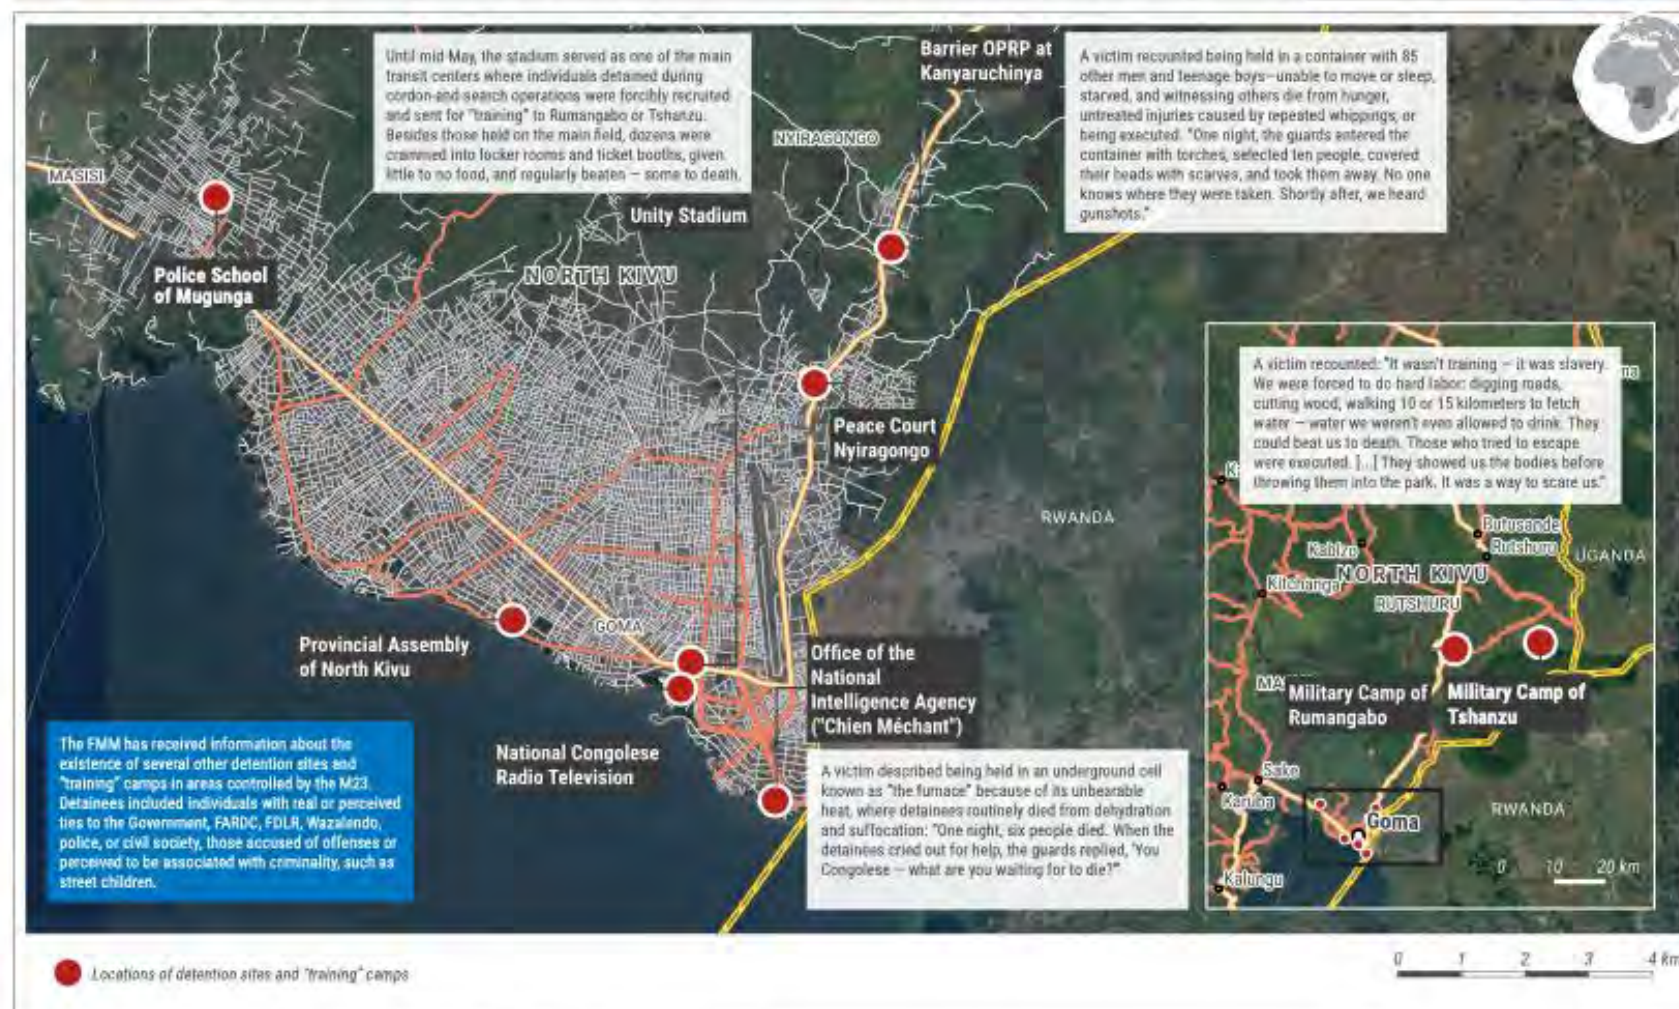 Until mid-May, the stadium served as one of the main
transit centers where individuals detained during
cordon-and-search operations were forcibly recruited
and sent for "training" to Rumangabo or Tshanzu.
Besides those held on the main field, dozens were
crammed into locker rooms and ticket booths, given
little to no food, and regularly beaten — some to death.
Unity Stadium
Barrier OPRP at
Kanyaruchinya
A victim recounted being held in a container with 85
other men and teenage boys—unable to move or sleep,
starved, and witnessing others die from hunger,
untreated injuries caused by repeated whippings, or
being executed. "One night, the guards entered the
container with torches, selected ten people, covered
their heads with scarves, and took them away. No one
knows where they were taken. Shortly after, we heard
gunshots."
NYIRAGONGO
MASISI
Police School
of Mugunga
NORTH KIVU
Peace Court
Nyiragongo
RWANDA
GOMA
Provincial Assembly
of North Kivu
National Congolese
Radio Television
Office of the
National
Intelligence Agency
("Chien Méchant")
A victim described being held in an underground cell
known as "the furnace" because of its unbearable
heat, where detainees routinely died from dehydration
and suffocation: "One night, six people died. When the
detainees cried out for help, the guards replied, 'You
Congolese — what are you waiting for to die?'"
The FMM has received information about the
existence of several other detention sites and
"training" camps in areas controlled by the M23.
Detainees included individuals with real or perceived
ties to the Government, FARDC, FDLR, Wazalendo,
police, or civil society, those accused of offenses or
perceived to be associated with criminality, such as
street children.
A victim recounted: "It wasn't training — it was slavery.
We were forced to do hard labor: digging roads,
cutting wood, walking 10 or 15 kilometers to fetch
water — water we weren't even allowed to drink. They
could beat us to death. Those who tried to escape
were executed. [...] They showed us the bodies before
throwing them into the park. It was a way to scare us."
Butusande
Rutshuru
Kabizo
UGANDA
NORTH KIVU
Kitchanga
RUTSHURU
Military Camp of
Rumangabo
Military Camp of
Tshanzu
Sake
Karuba
RWANDA
Goma
Kalungu
0 10 20 km
Locations of detention sites and "training" camps
0 1 2 3 4 km